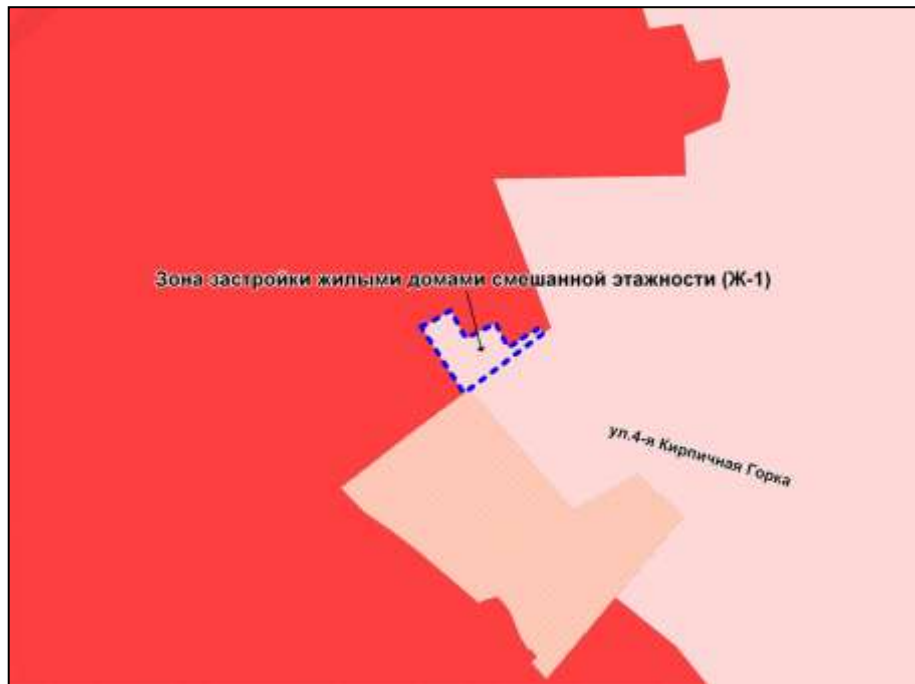 Зона застройки жилыми домами смешанной этажности (Ж-1)
ул.4-я Кирпичная Горка